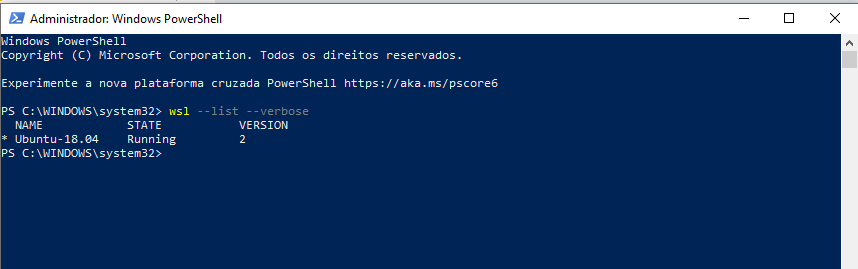 Administrador: Windows PowerShell
Windows PowerShell
Copyright (C) Microsoft Corporation. Todos os direitos reservados.
Experimente a nova plataforma cruzada PowerShell https://aka.ms/pscore6
PS C:\WINDOWS\system32> wsl --list --verbose
  NAME            STATE           VERSION
* Ubuntu-18.04    Running         2
PS C:\WINDOWS\system32>